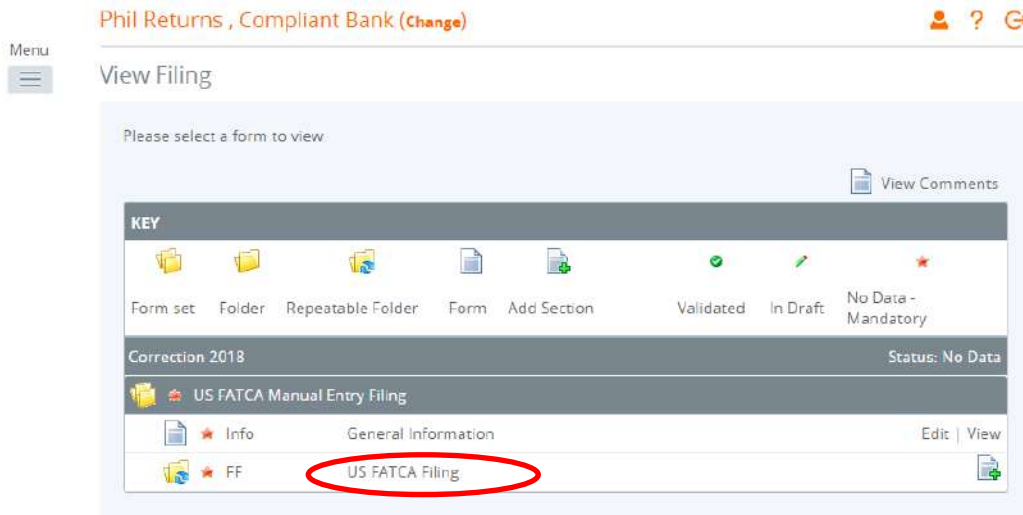 Phil Returns , Compliant Bank (Change)
?
Menu
View Filing
Please select a form to view
View Comments
KEY
Form set Folder Repeatable Folder Form Add Section Validated In Draft No Data - Mandatory
Correction 2018 Status: No Data
US FATCA Manual Entry Filing
Info General Information Edit | View
FF US FATCA Filing